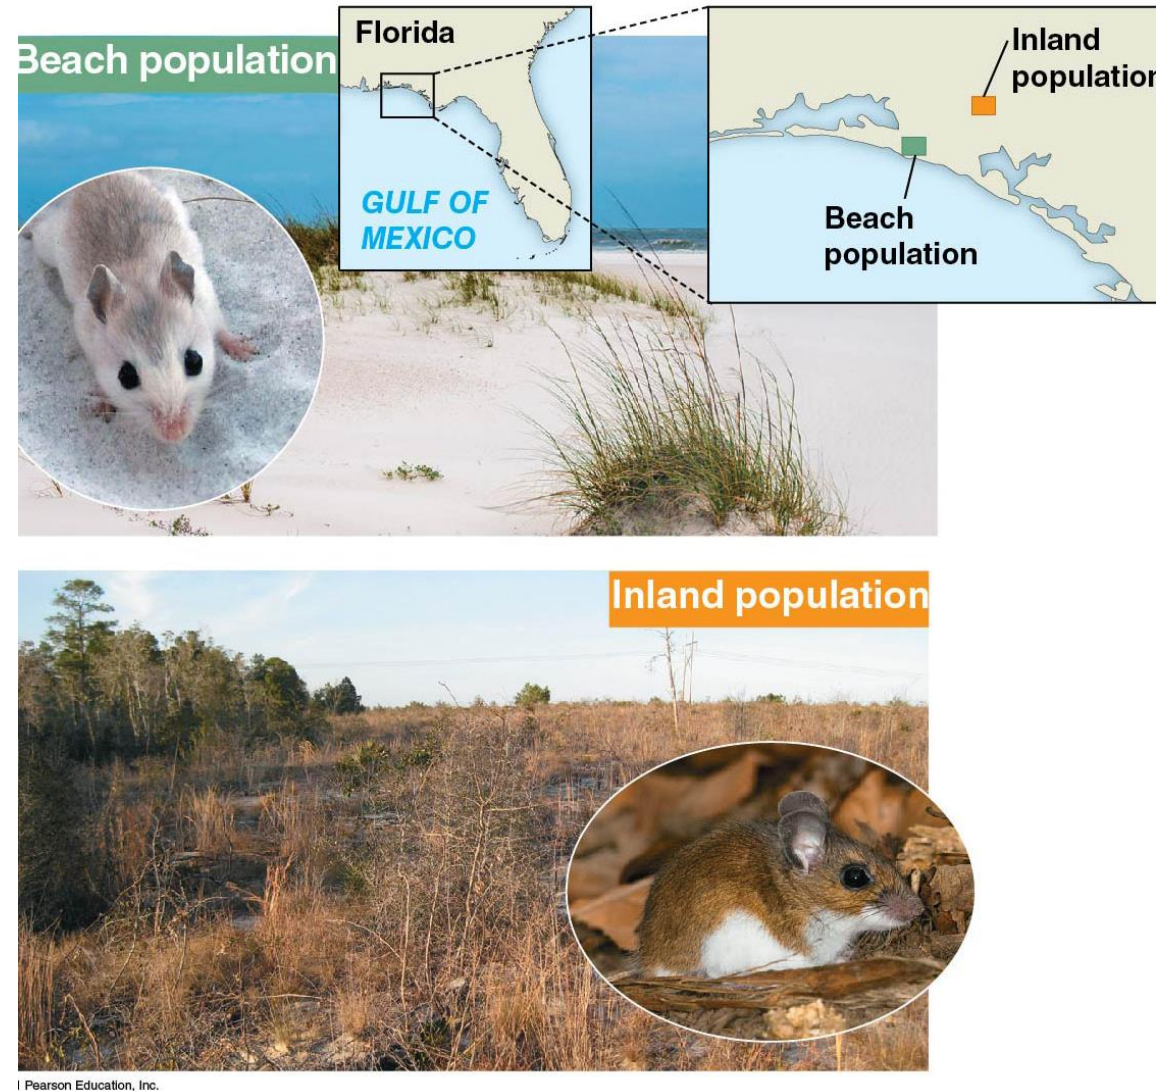 Beach population
Florida
GULF OF
MEXICO
Inland
population
Beach
population
Inland population
Pearson Education, Inc.